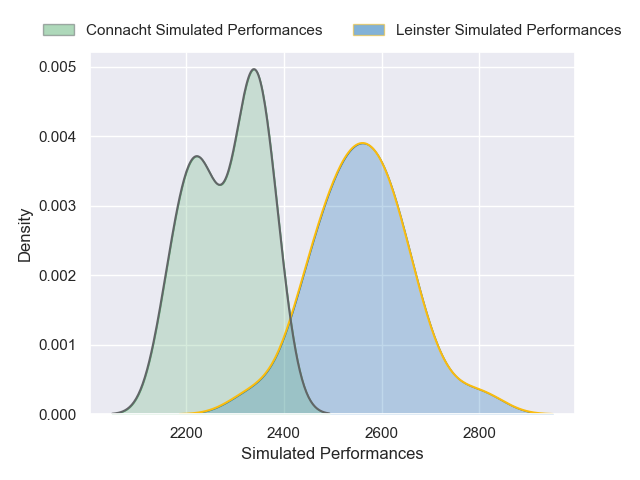 Connacht Simulated Performances Leinster Simulated Performances
0.005
0.004
0.003
0.002
0.001
0.000
Density
2200 2400 2600 2800
Simulated Performances